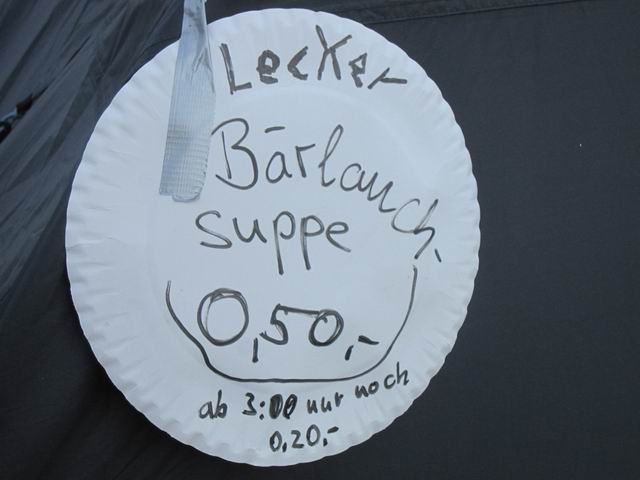 Lecker
Bärlauch-
suppe
0,50,-
ab 3:00 nur noch
0,20,-